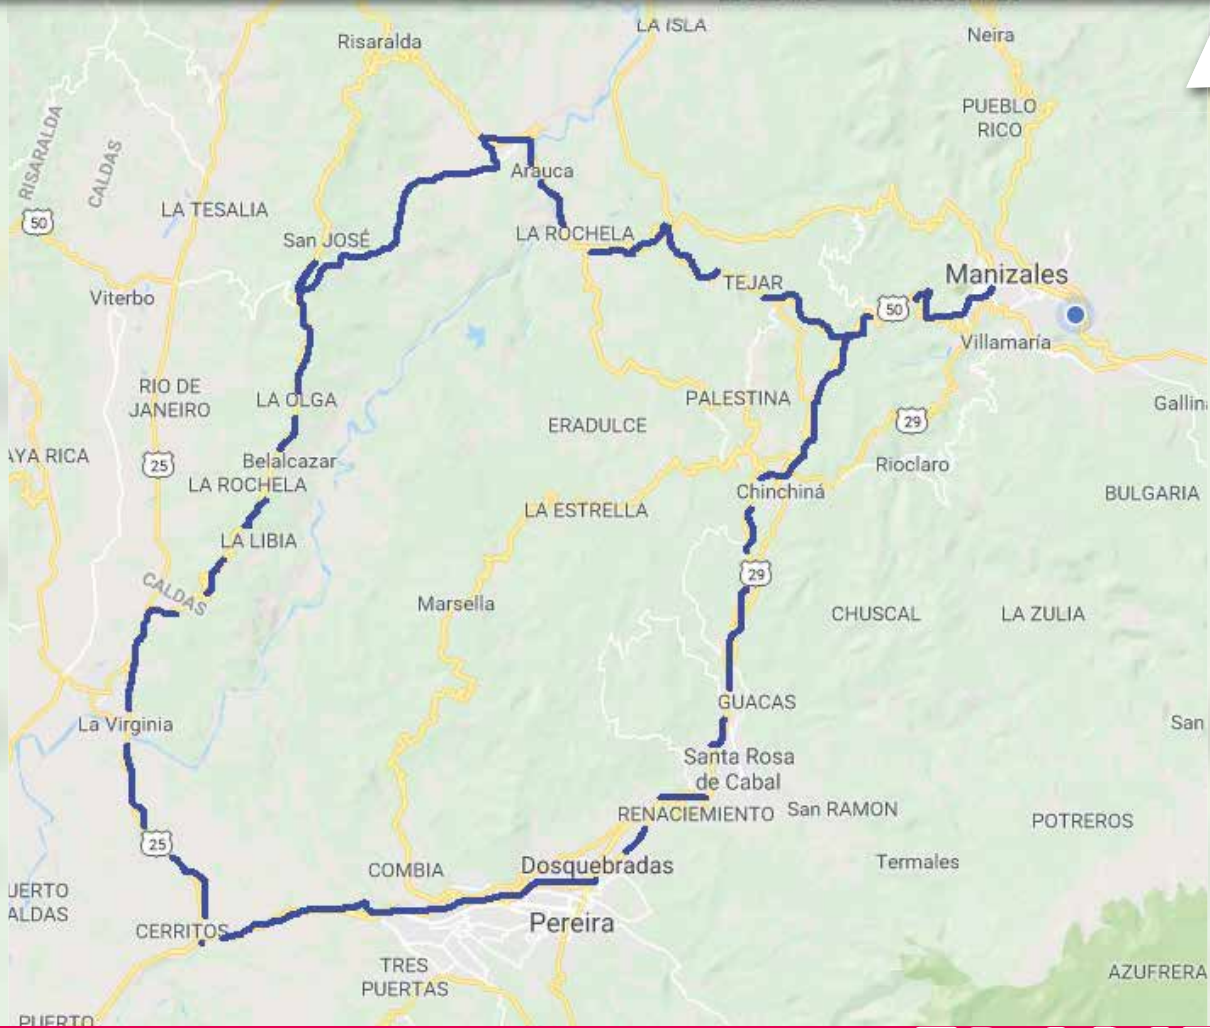 LA ISLA
Risaralda
Neira
PUEBLO
RICO
RISARALDA
CALDAS
Arauca
50
LA TESALIA
San JOSÉ
LA ROCHELA
Manizales
TEJAR
Viterbo
50
Villamaría
RIO DE
JANEIRO
LA OLGA
PALESTINA
Gallin
29
ERADULCE
AYA RICA
25
Belalcazar
LA ROCHELA
Rioclaro
Chinchiná
BULGARIA
LA ESTRELLA
LA LIBIA
29
CALDAS
Marsella
CHUSCAL
LA ZULIA
GUACAS
La Virginia
San
Santa Rosa
de Cabal
RENACIEMIENTO
San RAMON
POTREROS
25
COMBIA
Dosquebradas
Termales
UERTO
ALDAS
CERRITOS
Pereira
TRES
PUERTAS
AZUFRERA
PUERTO